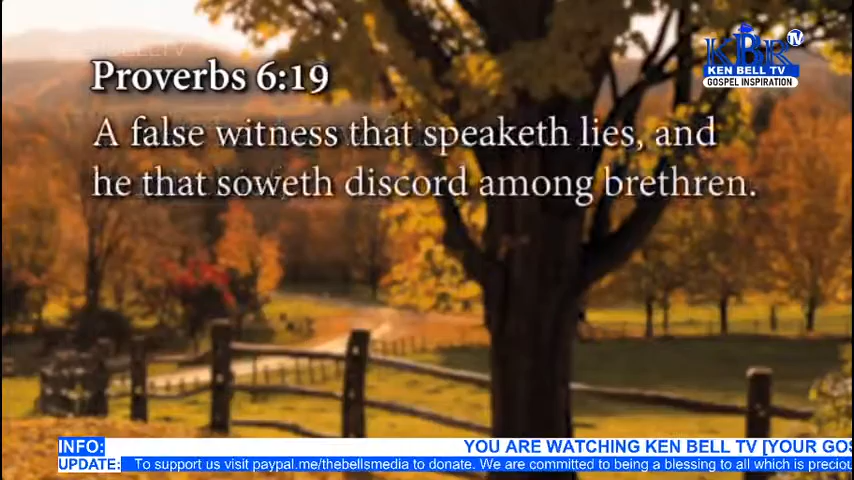 Proverbs 6:19
A false witness that speaketh lies, and
he that soweth discord among brethren.
KBR TV
KEN BELL TV
GOSPEL INSPIRATION
INFO: YOU ARE WATCHING KEN BELL TV [YOUR GOS
UPDATE: To support us visit paypal.me/thebellsmedia to donate. We are committed to being a blessing to all which is preciou